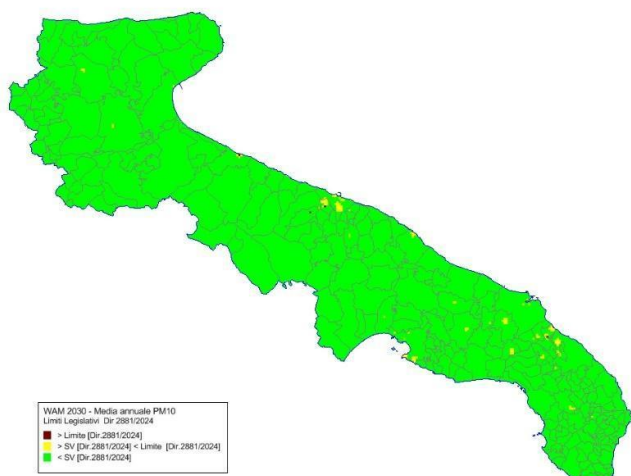 WAM 2030 - Media annuale PM10
Limiti Legislativi Dir 2881/2024
> Limite [Dir.2881/2024]
> SV [Dir.2881/2024] < Limite [Dir.2881/2024]
< SV [Dir.2881/2024]